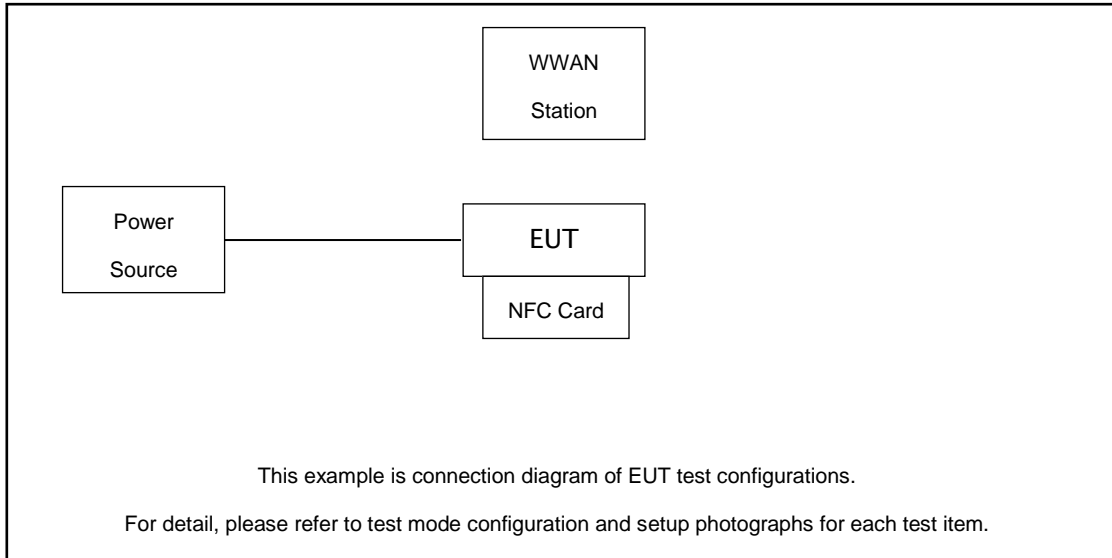 WWAN
Station
Power
Source
EUT
NFC Card
This example is connection diagram of EUT test configurations.
For detail, please refer to test mode configuration and setup photographs for each test item.